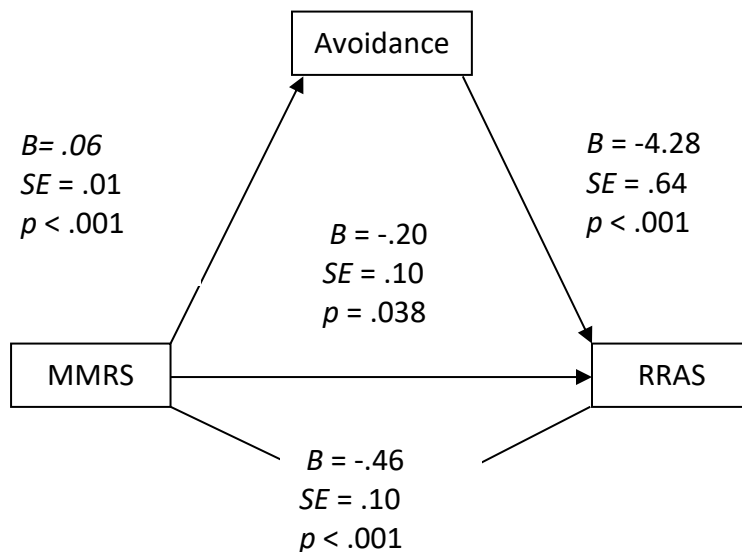 Avoidance
B= .06
SE = .01
p < .001
B = -4.28
SE = .64
p < .001
B = -.20
SE = .10
p = .038
MMRS
RRAS
B = -.46
SE = .10
p < .001